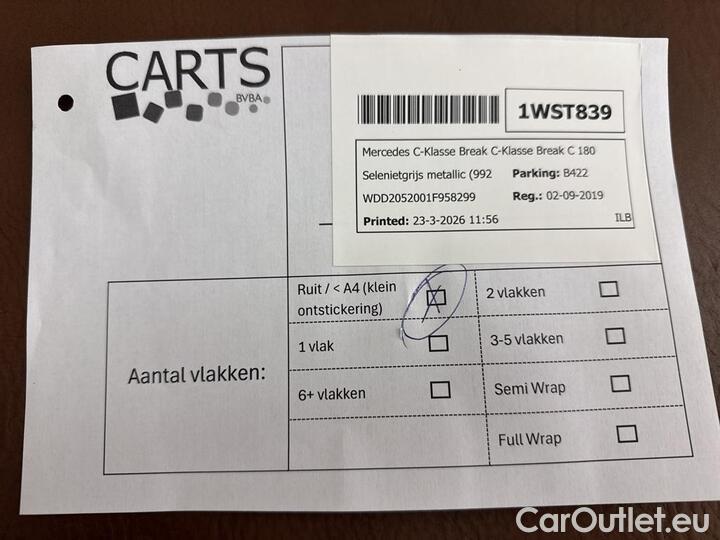 CARTS
BVBA
1WST839
Mercedes C-Klasse Break C-Klasse Break C 180
Selenietgrijs metallic (992 Parking: B422
WDD2052001F958299 Reg.: 02-09-2019
Printed: 23-3-2026 11:56 ILB
Aantal vlakken:
Ruit / < A4 (klein ontstickering)
2 vlakken
1 vlak
3-5 vlakken
6+ vlakken
Semi Wrap
Full Wrap
CarOutlet.eu